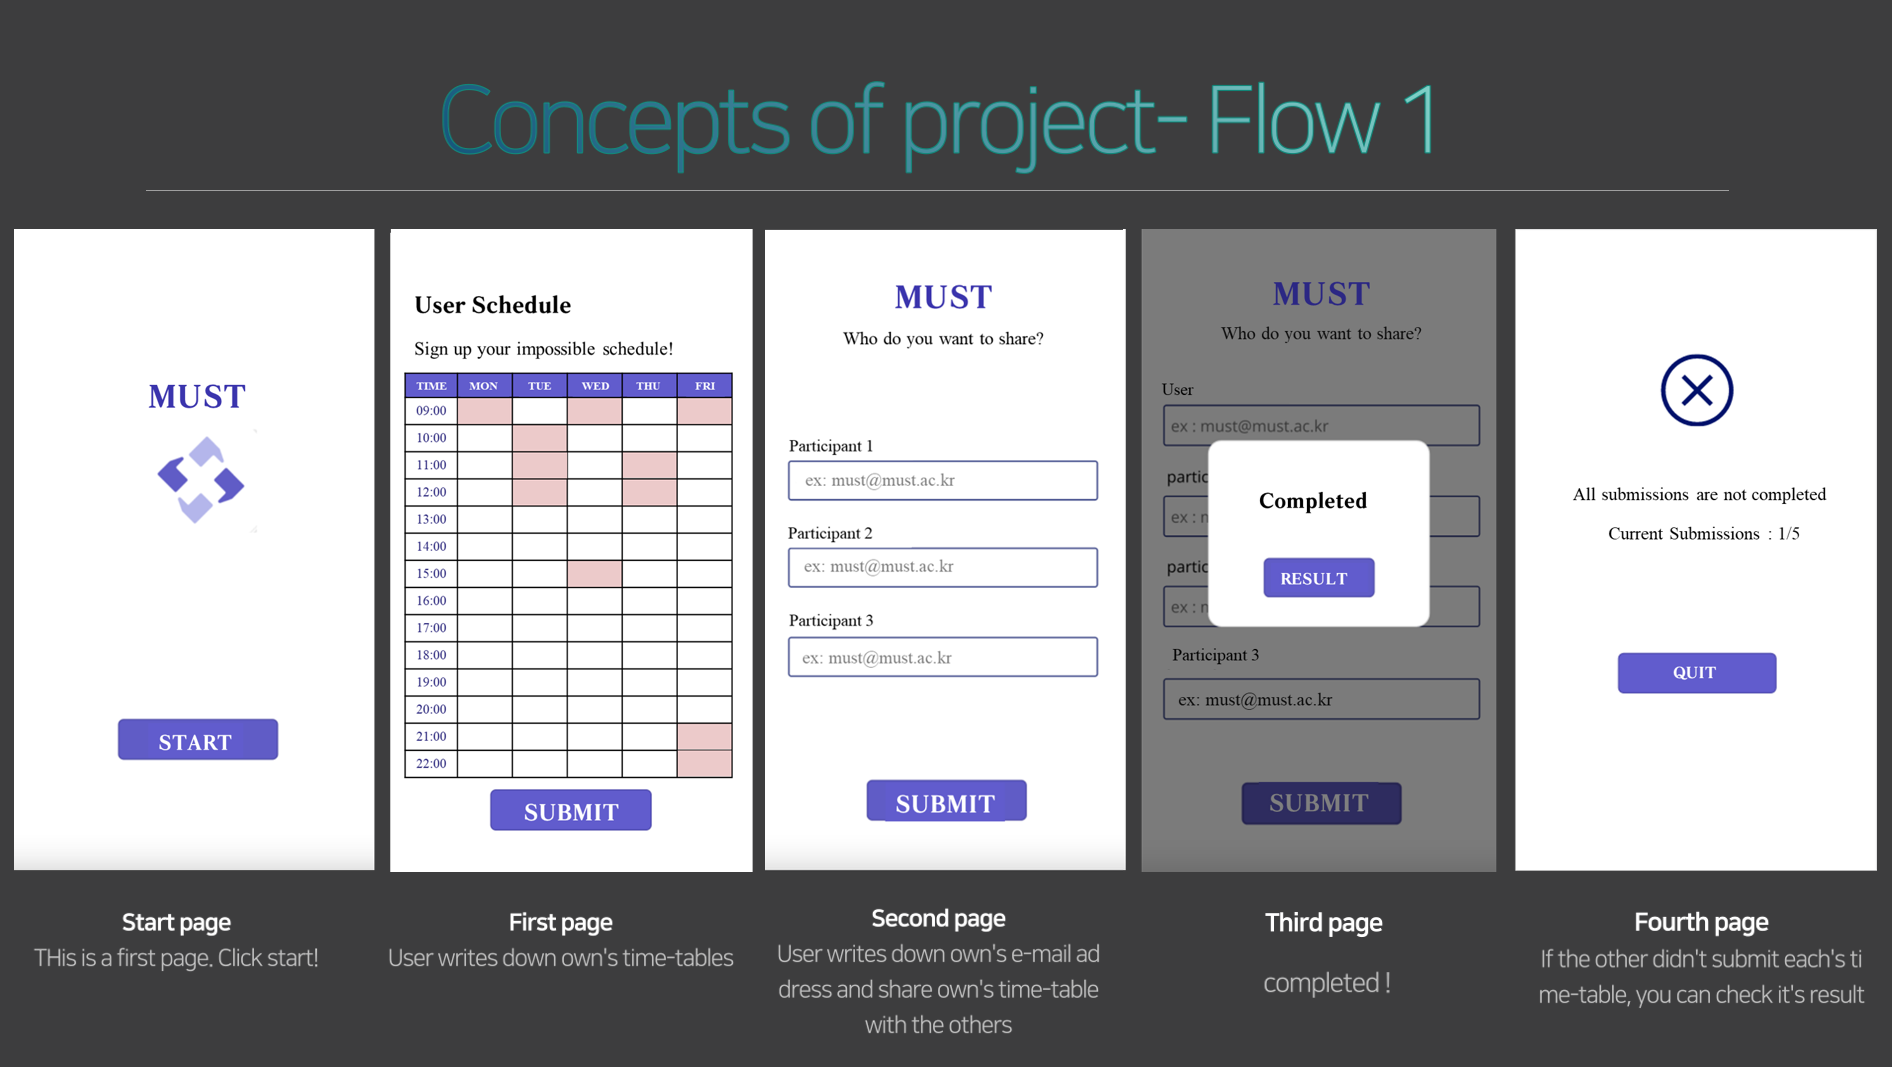 Concepts of project- Flow 1
MUST
START
User Schedule
Sign up your impossible schedule!
TIME MON TUE WED THU FRI
09:00
10:00
11:00
12:00
13:00
14:00
15:00
16:00
17:00
18:00
19:00
20:00
21:00
22:00
SUBMIT
MUST
Who do you want to share?
Participant 1
ex: must@must.ac.kr
Participant 2
ex: must@must.ac.kr
Participant 3
ex: must@must.ac.kr
SUBMIT
MUST
Who do you want to share?
User
ex : must@must.ac.kr
partic
ex :
partic
ex :
Completed
RESULT
Participant 3
ex: must@must.ac.kr
SUBMIT
All submissions are not completed
Current Submissions : 1/5
QUIT
Start page
THis is a first page. Click start!
First page
User writes down own's time-tables
Second page
User writes down own's e-mail ad
dress and share own's time-table
with the others
Third page
completed !
Fourth page
If the other didn't submit each's ti
me-table, you can check it's result